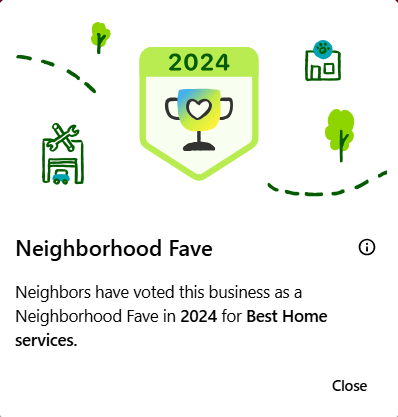 2024
Neighborhood Fave
Neighbors have voted this business as a
Neighborhood Fave in 2024 for Best Home
services.
Close